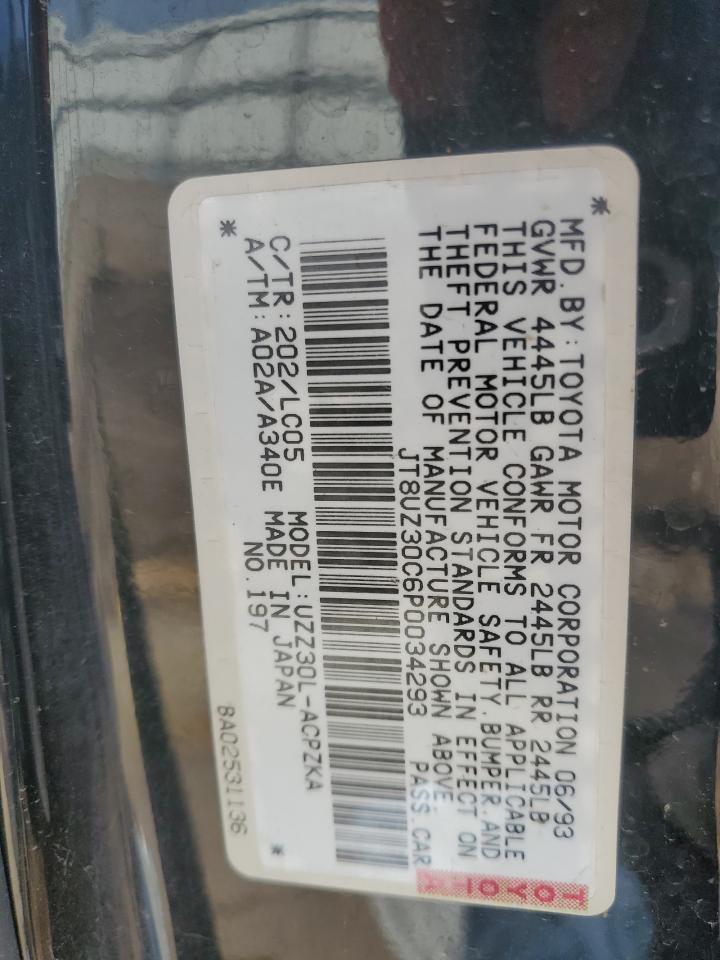 MFD.BY:TOYOTA MOTOR CORPORATION 06/93
GVWR 4445LB GAWR FR 2445LB RR 2445LB
THIS VEHICLE CONFORMS TO ALL APPLICABLE
FEDERAL MOTOR VEHICLE SAFETY,BUMPER,AND
THEFT PREVENTION STANDARDS IN EFFECT ON
THE DATE OF MANUFACTURE SHOWN ABOVE.
JT8UZ30C6P0034293 PASS.CAR
C/TR:202/LC05 MODEL:UZZ30L-ACPZKA
A/TM:A02A/A340E MADE IN JAPAN
NO.197
BA02531136